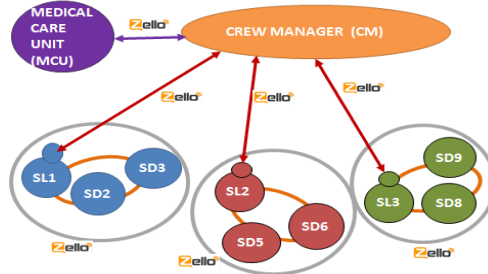 MEDICAL
CARE
UNIT
(MCU)
Zello
CREW MANAGER (CM)
Zello
Zello
Zello
SL1
SD2
SD3
Zello
SL2
SD5
SD6
Zello
SD9
SL3
SD8
Zello